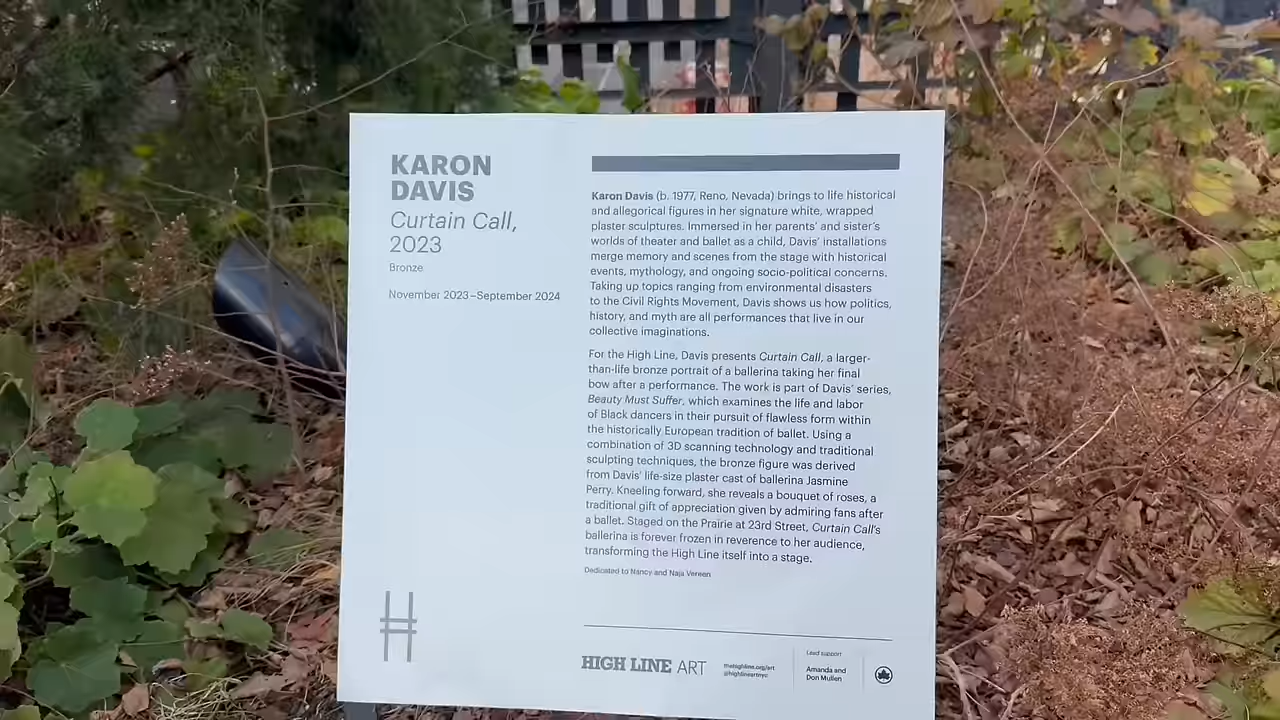 KARON
DAVIS
Curtain Call,
2023
Bronze
November 2023–September 2024
Karon Davis (b. 1977, Reno, Nevada) brings to life historical
and allegorical figures in her signature white, wrapped
plaster sculptures. Immersed in her parents' and sister's
worlds of theater and ballet as a child, Davis' installations
merge memory and scenes from the stage with historical
events, mythology, and ongoing socio-political concerns.
Taking up topics ranging from environmental disasters
to the Civil Rights Movement, Davis shows us how politics,
history, and myth are all performances that live in our
collective imaginations.
For the High Line, Davis presents Curtain Call, a larger-
than-life bronze portrait of a ballerina taking her final
bow after a performance. The work is part of Davis' series,
Beauty Must Suffer, which examines the life and labor
of Black dancers in their pursuit of flawless form within
the historically European tradition of ballet. Using a
combination of 3D scanning technology and traditional
sculpting techniques, the bronze figure was derived
from Davis' life-size plaster cast of ballerina Jasmine
Perry. Kneeling forward, she reveals a bouquet of roses, a
traditional gift of appreciation given by admiring fans after
a ballet. Staged on the Prairie at 23rd Street, Curtain Call's
ballerina is forever frozen in reverence to her audience,
transforming the High Line itself into a stage.
Dedicated to Nancy and Naja Vereen
HIGH LINE ART
thehighline.org/art
@highlineartnyc
Lead support
Amanda and
Don Mullen